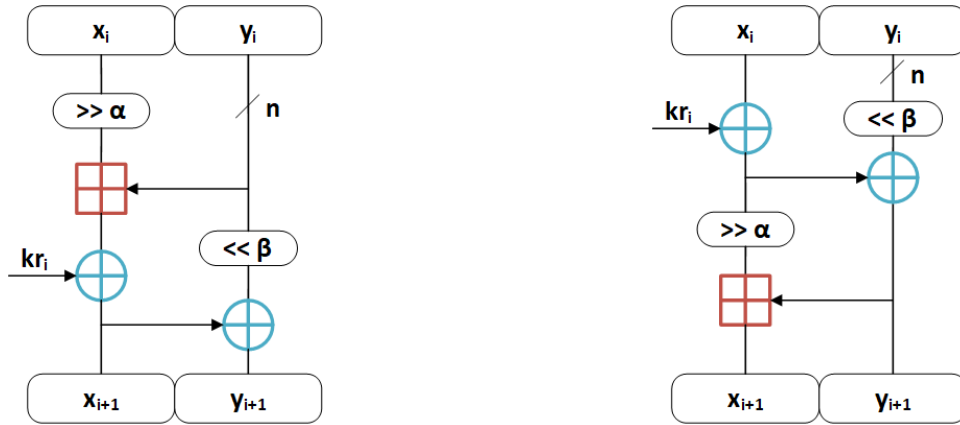 xᵢ yᵢ
>> α
n
<< β
krᵢ
xᵢ₊₁ yᵢ₊₁
xᵢ yᵢ
n
krᵢ
<< β
>> α
xᵢ₊₁ yᵢ₊₁